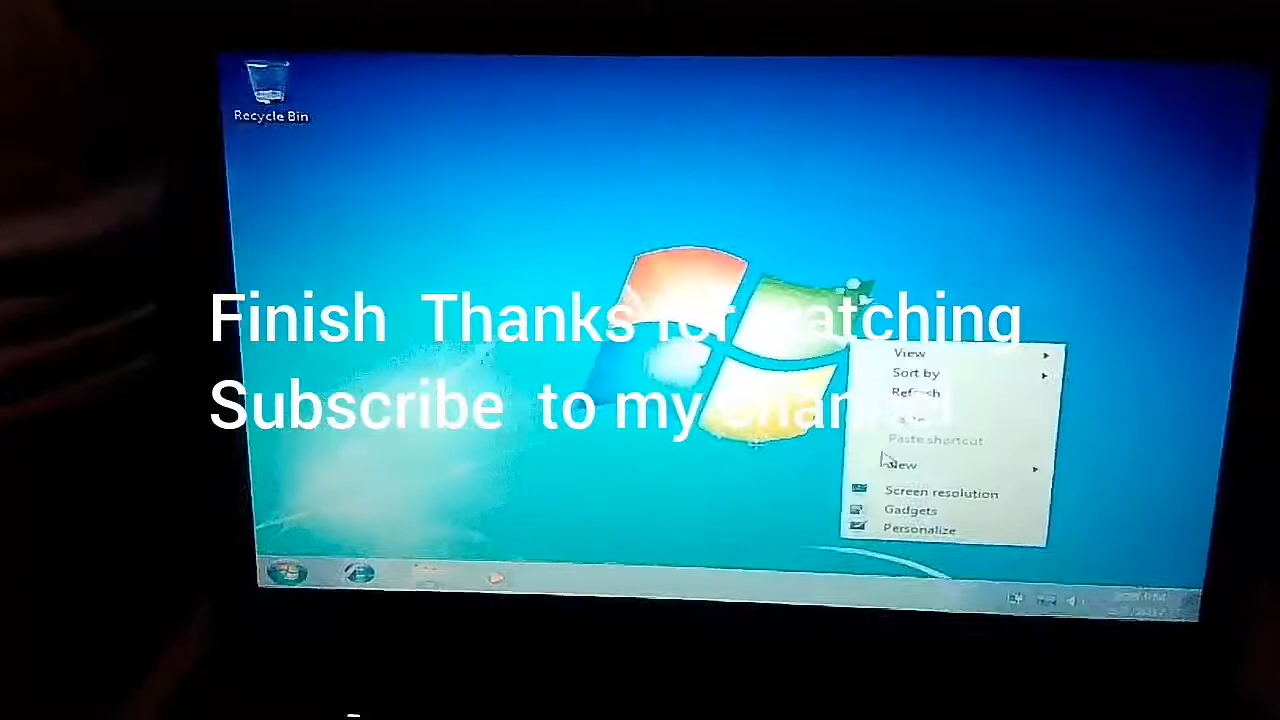 Recycle Bin
Finish Thanks for watching
Subscribe to my channel
View
Sort by
Refresh
Paste shortcut
New
Screen resolution
Gadgets
Personalize